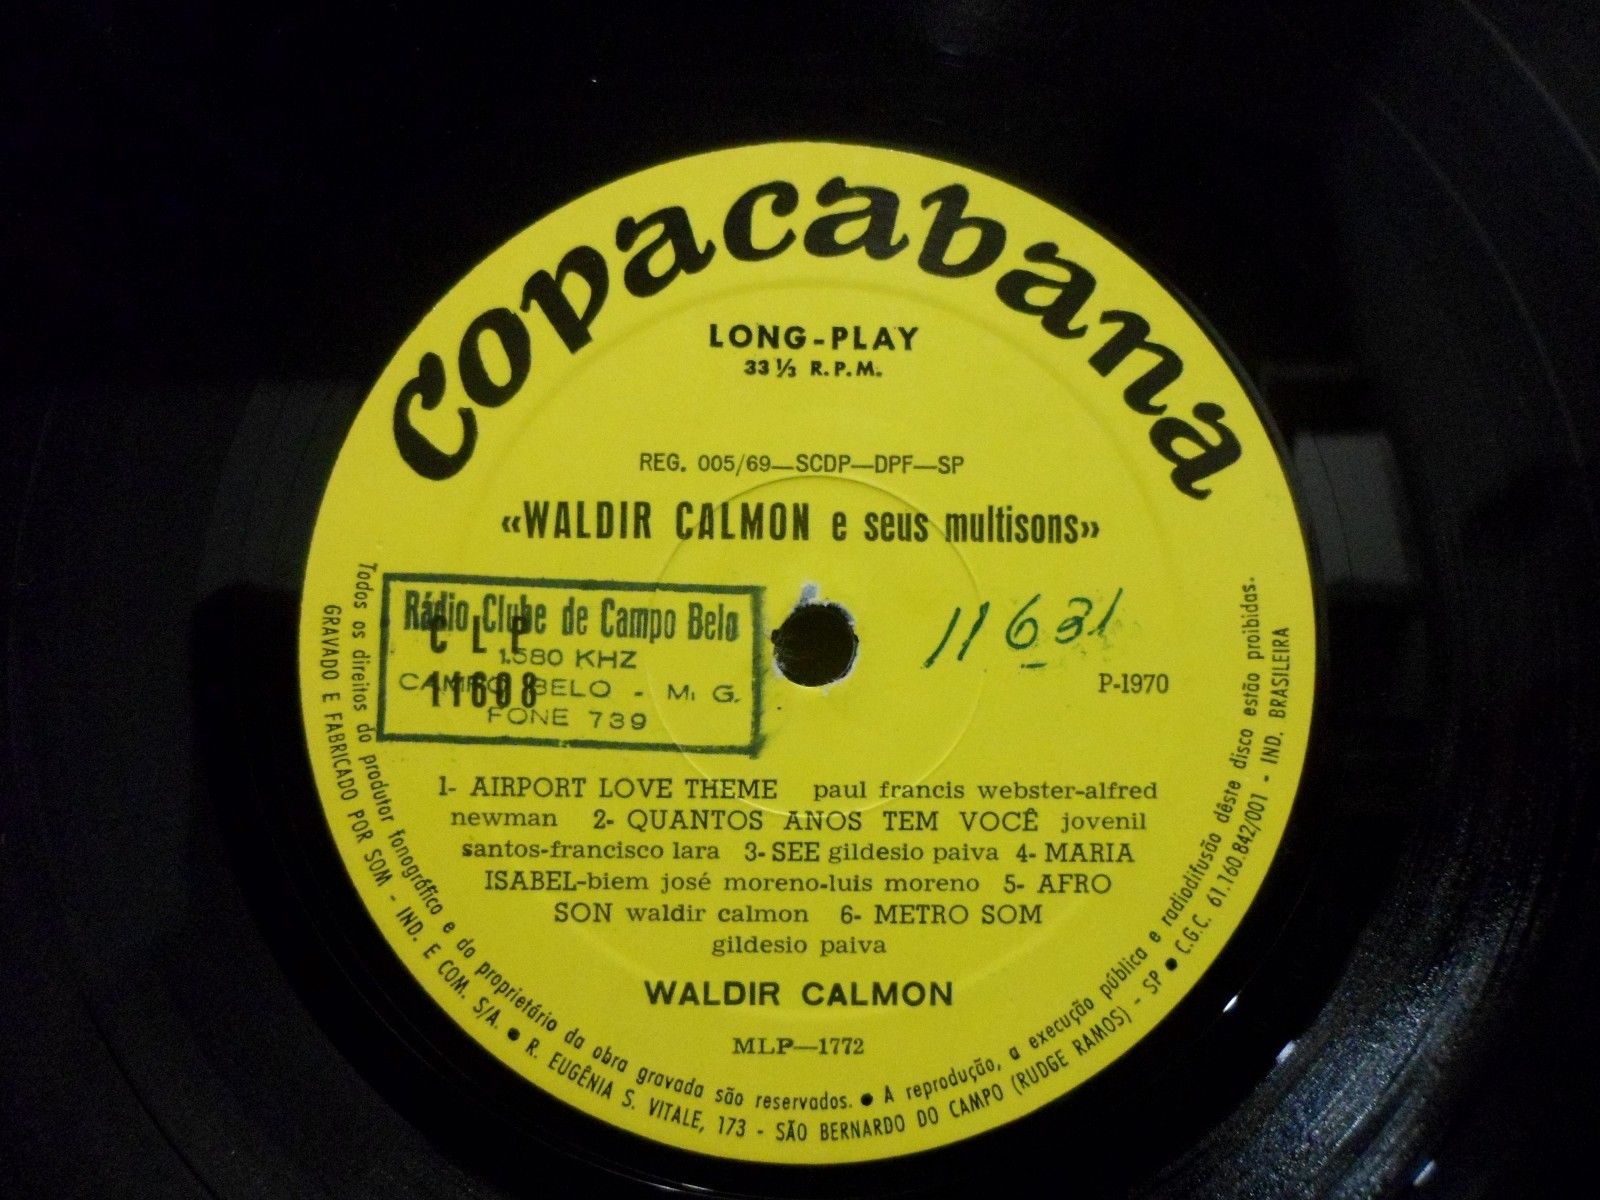 Copacabana
LONG-PLAY
33 ⅓ R.P.M.
REG. 005/69—SCDP—DPF—SP
«WALDIR CALMON e seus multisons»
Rádio Clube de Campo Belo
C L P
1.580 KHZ
CAMPO BELO - M. G.
11608
FONE 739
11631
P-1970
1- AIRPORT LOVE THEME paul francis webster-alfred
newman 2- QUANTOS ANOS TEM VOCÊ jovenil
santos-francisco lara 3- SEE gildesio paiva 4- MARIA
ISABEL-biem josé moreno-luis moreno 5- AFRO
SON waldir calmon 6- METRO SOM
gildesio paiva
WALDIR CALMON
MLP—1772
Todos os direitos do produtor fonográfico e do proprietário da obra gravada são reservados. ● A reprodução, a execução pública e radiodifusão dêste disco estão proibidas.
GRAVADO E FABRICADO POR SOM - IND. E COM. S/A. ● R. EUGÊNIA S. VITALE, 173 - SÃO BERNARDO DO CAMPO (RUDGE RAMOS) - SP ● C.G.C. 61.160.842/001 - IND. BRASILEIRA